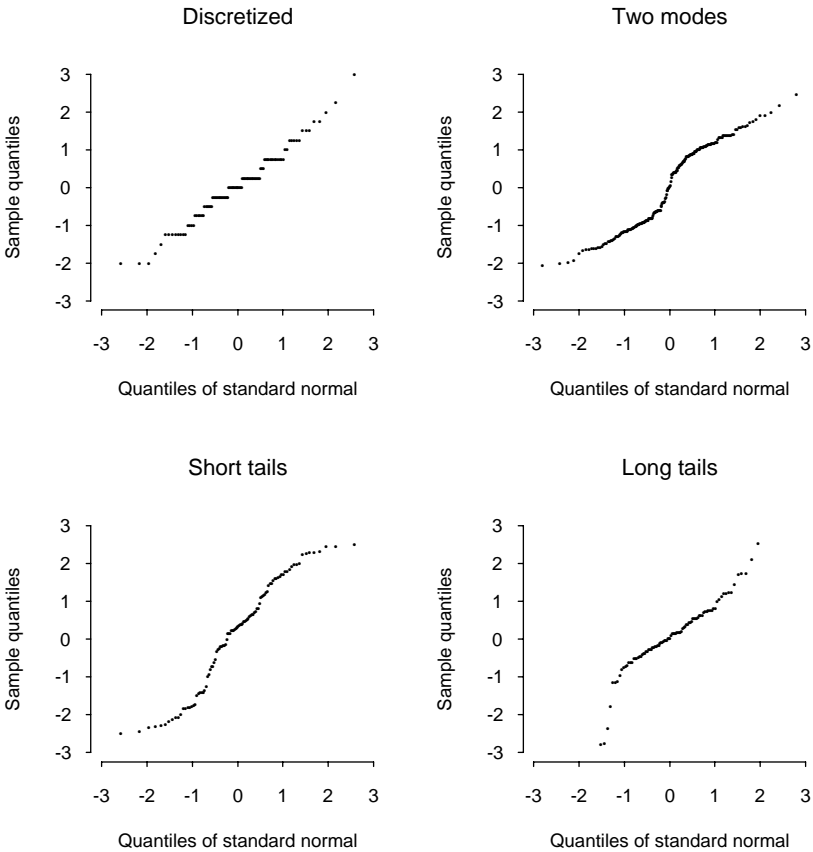 Discretized
Sample quantiles
3
2
1
0
-1
-2
-3
-3 -2 -1 0 1 2 3
Quantiles of standard normal
Two modes
Sample quantiles
3
2
1
0
-1
-2
-3
-3 -2 -1 0 1 2 3
Quantiles of standard normal
Short tails
Sample quantiles
3
2
1
0
-1
-2
-3
-3 -2 -1 0 1 2 3
Quantiles of standard normal
Long tails
Sample quantiles
3
2
1
0
-1
-2
-3
-3 -2 -1 0 1 2 3
Quantiles of standard normal